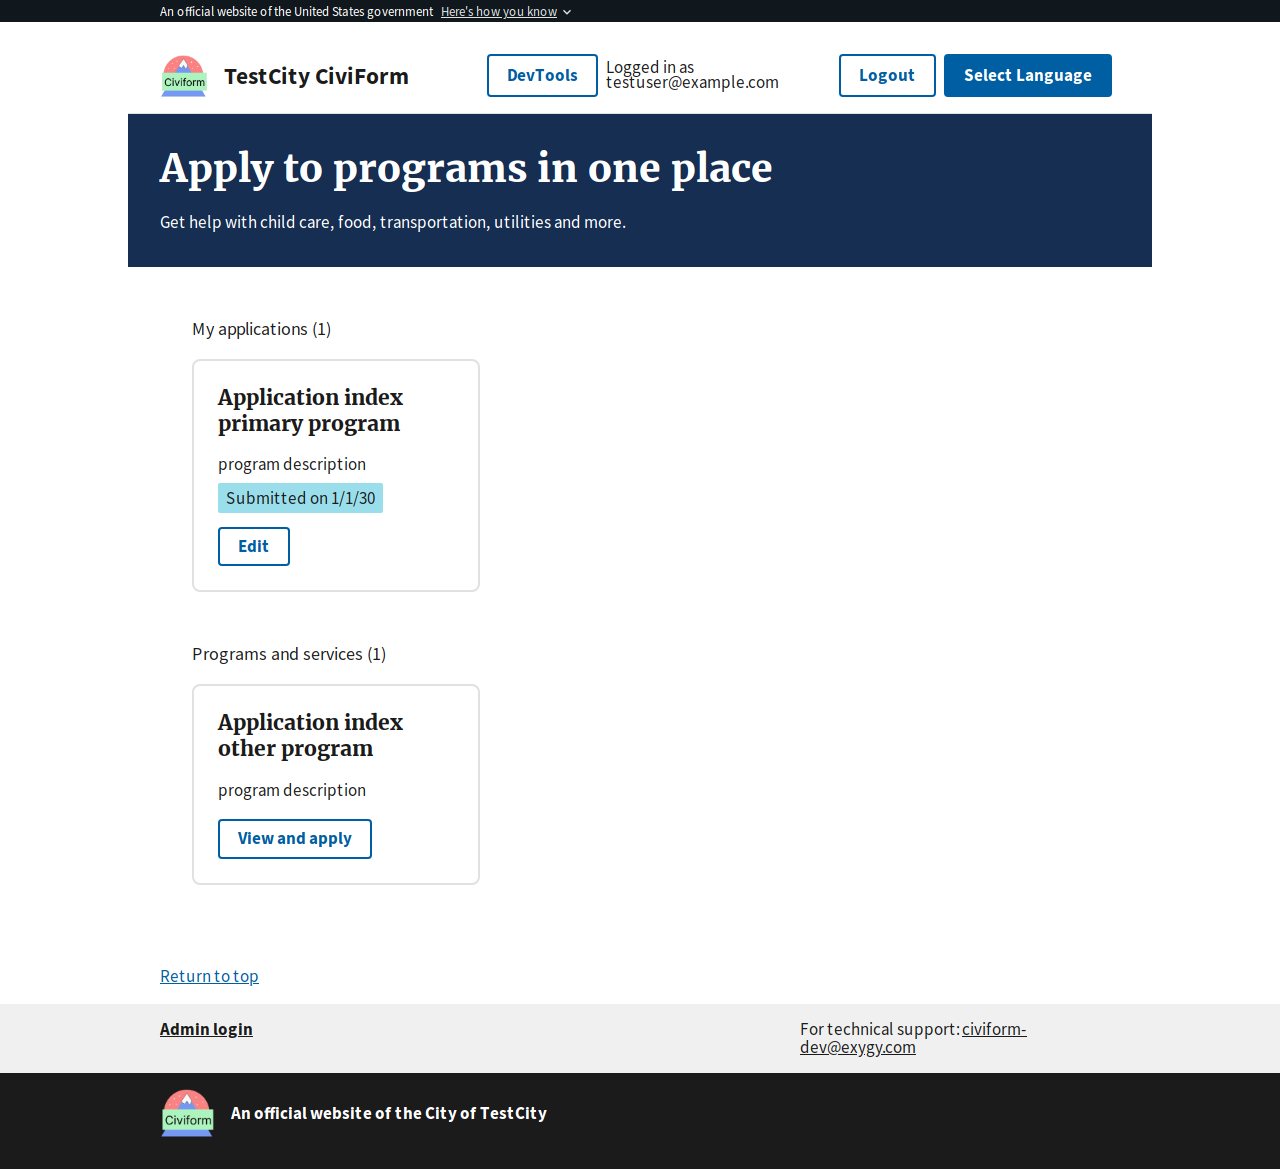 An official website of the United States government Here's how you know
Civiform
TestCity CiviForm
DevTools
Logged in as
testuser@example.com
Logout
Select Language
Apply to programs in one place
Get help with child care, food, transportation, utilities and more.
My applications (1)
Application index
primary program
program description
Submitted on 1/1/30
Edit
Programs and services (1)
Application index
other program
program description
View and apply
Return to top
Admin login
For technical support: civiform-
dev@exygy.com
Civiform
An official website of the City of TestCity